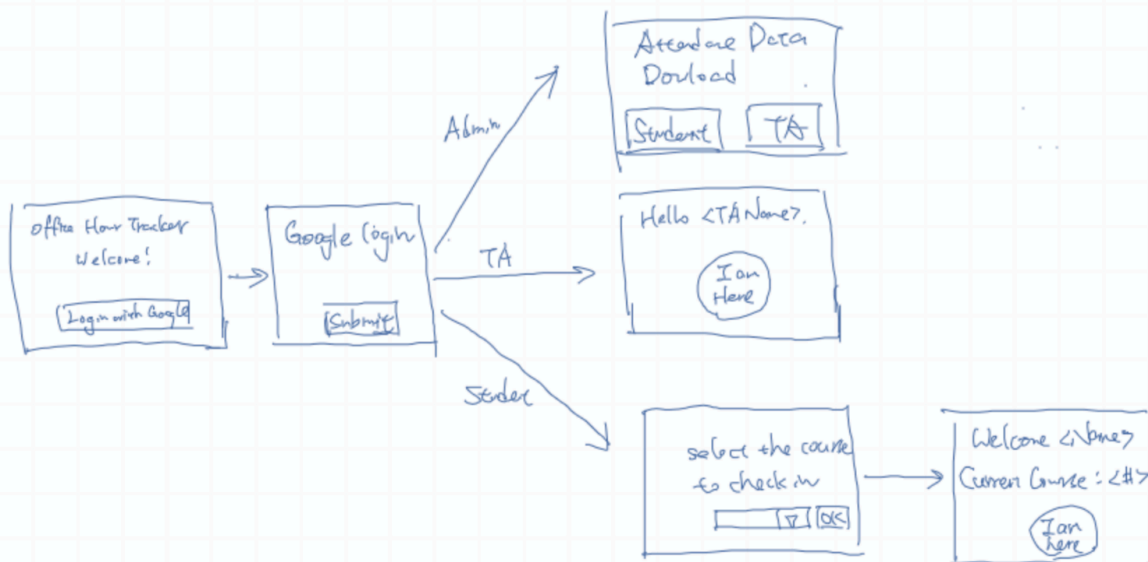 Attendance Data
Download
Student
TA
Admin
Office Hour Tracker
Welcome!
Login with Google
Google Login
Submit
TA
Hello <TA Name>.
I am
Here
Student
select the course
to check in
OK
Welcome <Name>
Current Course: <#>
I am
here